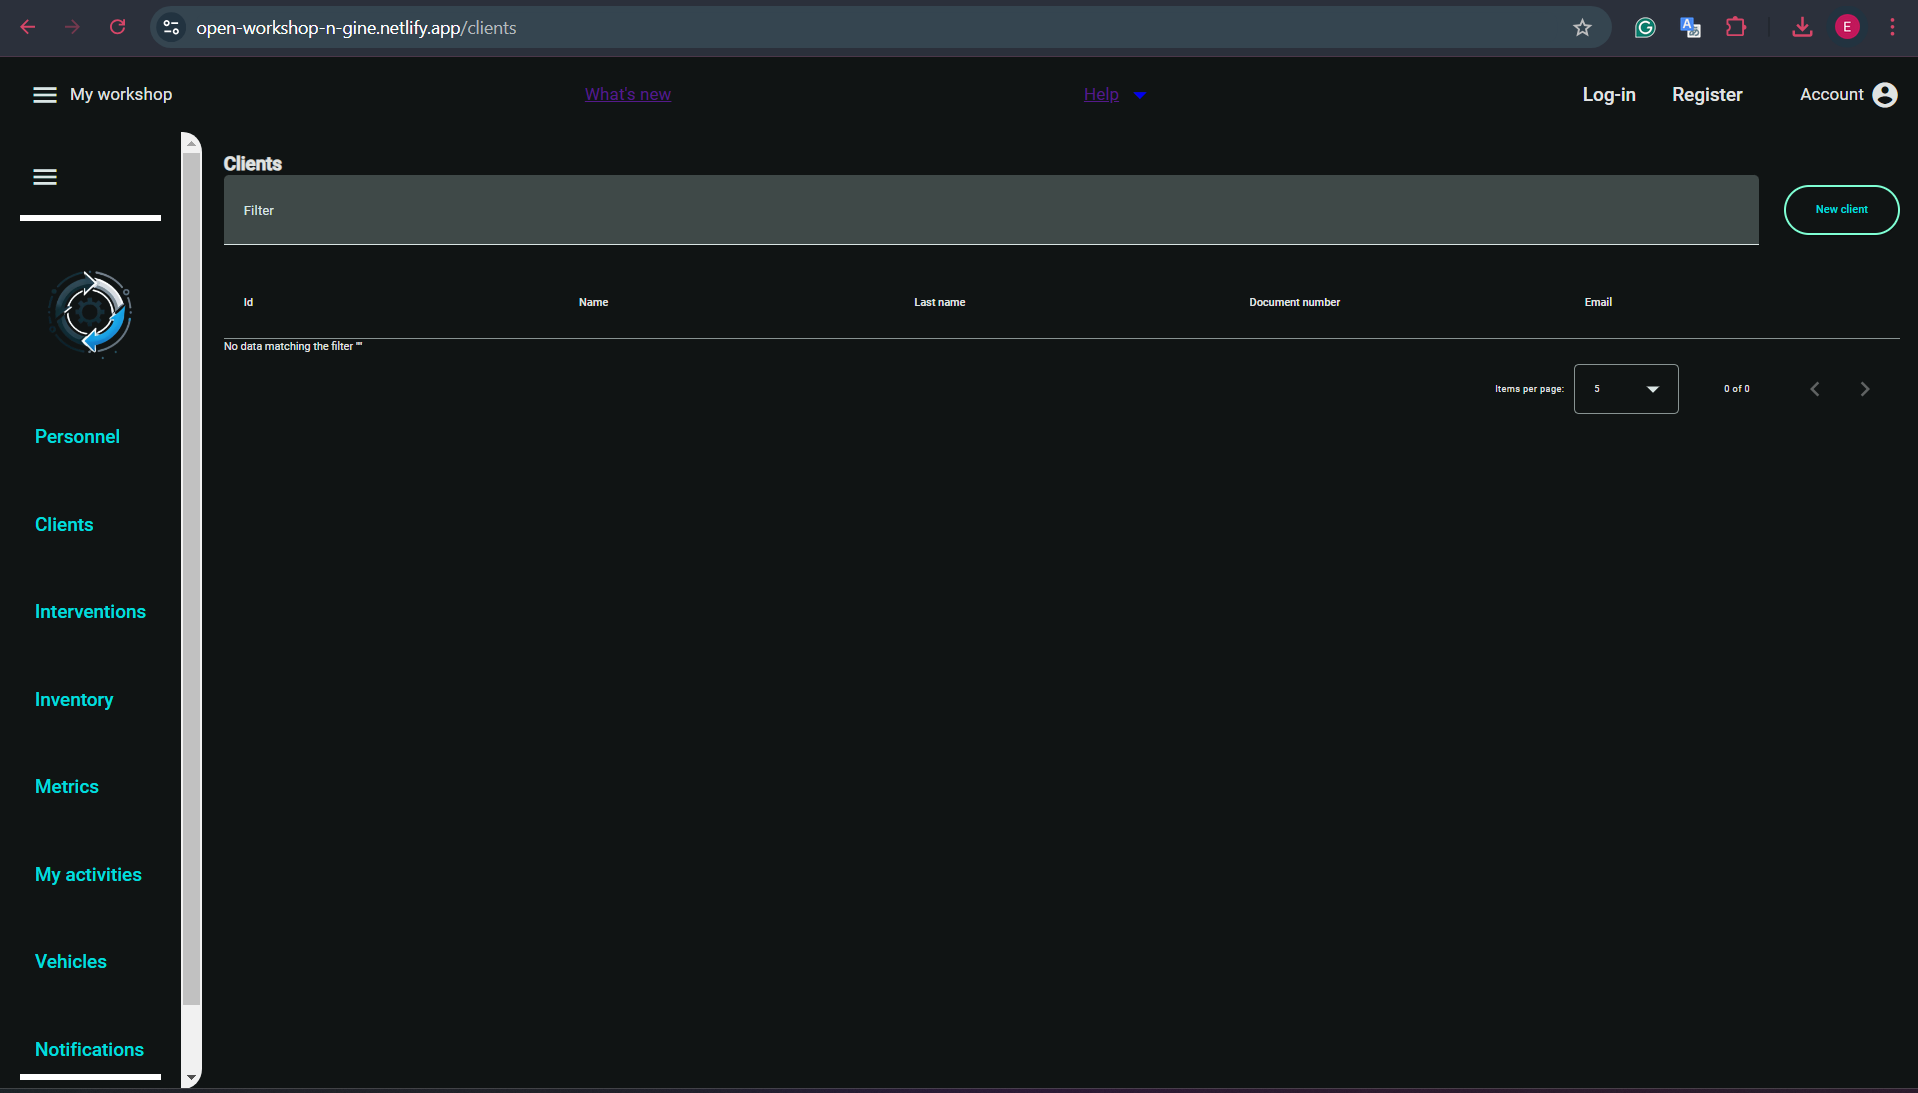 open-workshop-n-gine.netlify.app/clients
E
My workshop
What's new
Help
Log-in
Register
Account
Clients
Filter
New client
Id Name Last name Document number Email
No data matching the filter ""
Items per page: 5 0 of 0
Personnel
Clients
Interventions
Inventory
Metrics
My activities
Vehicles
Notifications